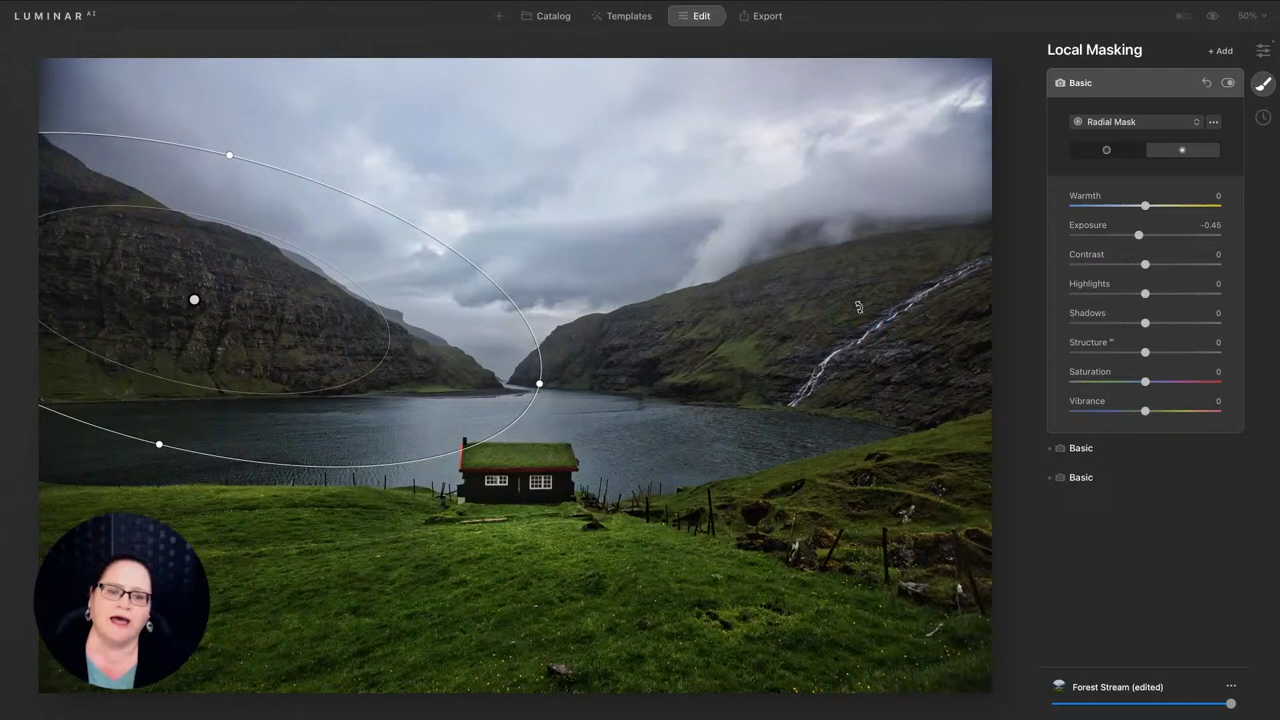 LUMINAR AI
Catalog
Templates
Edit
Export
50%
Local Masking
+ Add
Basic
Radial Mask
Warmth 0
Exposure -0.45
Contrast 0
Highlights 0
Shadows 0
Structure AI 0
Saturation 0
Vibrance 0
Basic
Basic
Forest Stream (edited)